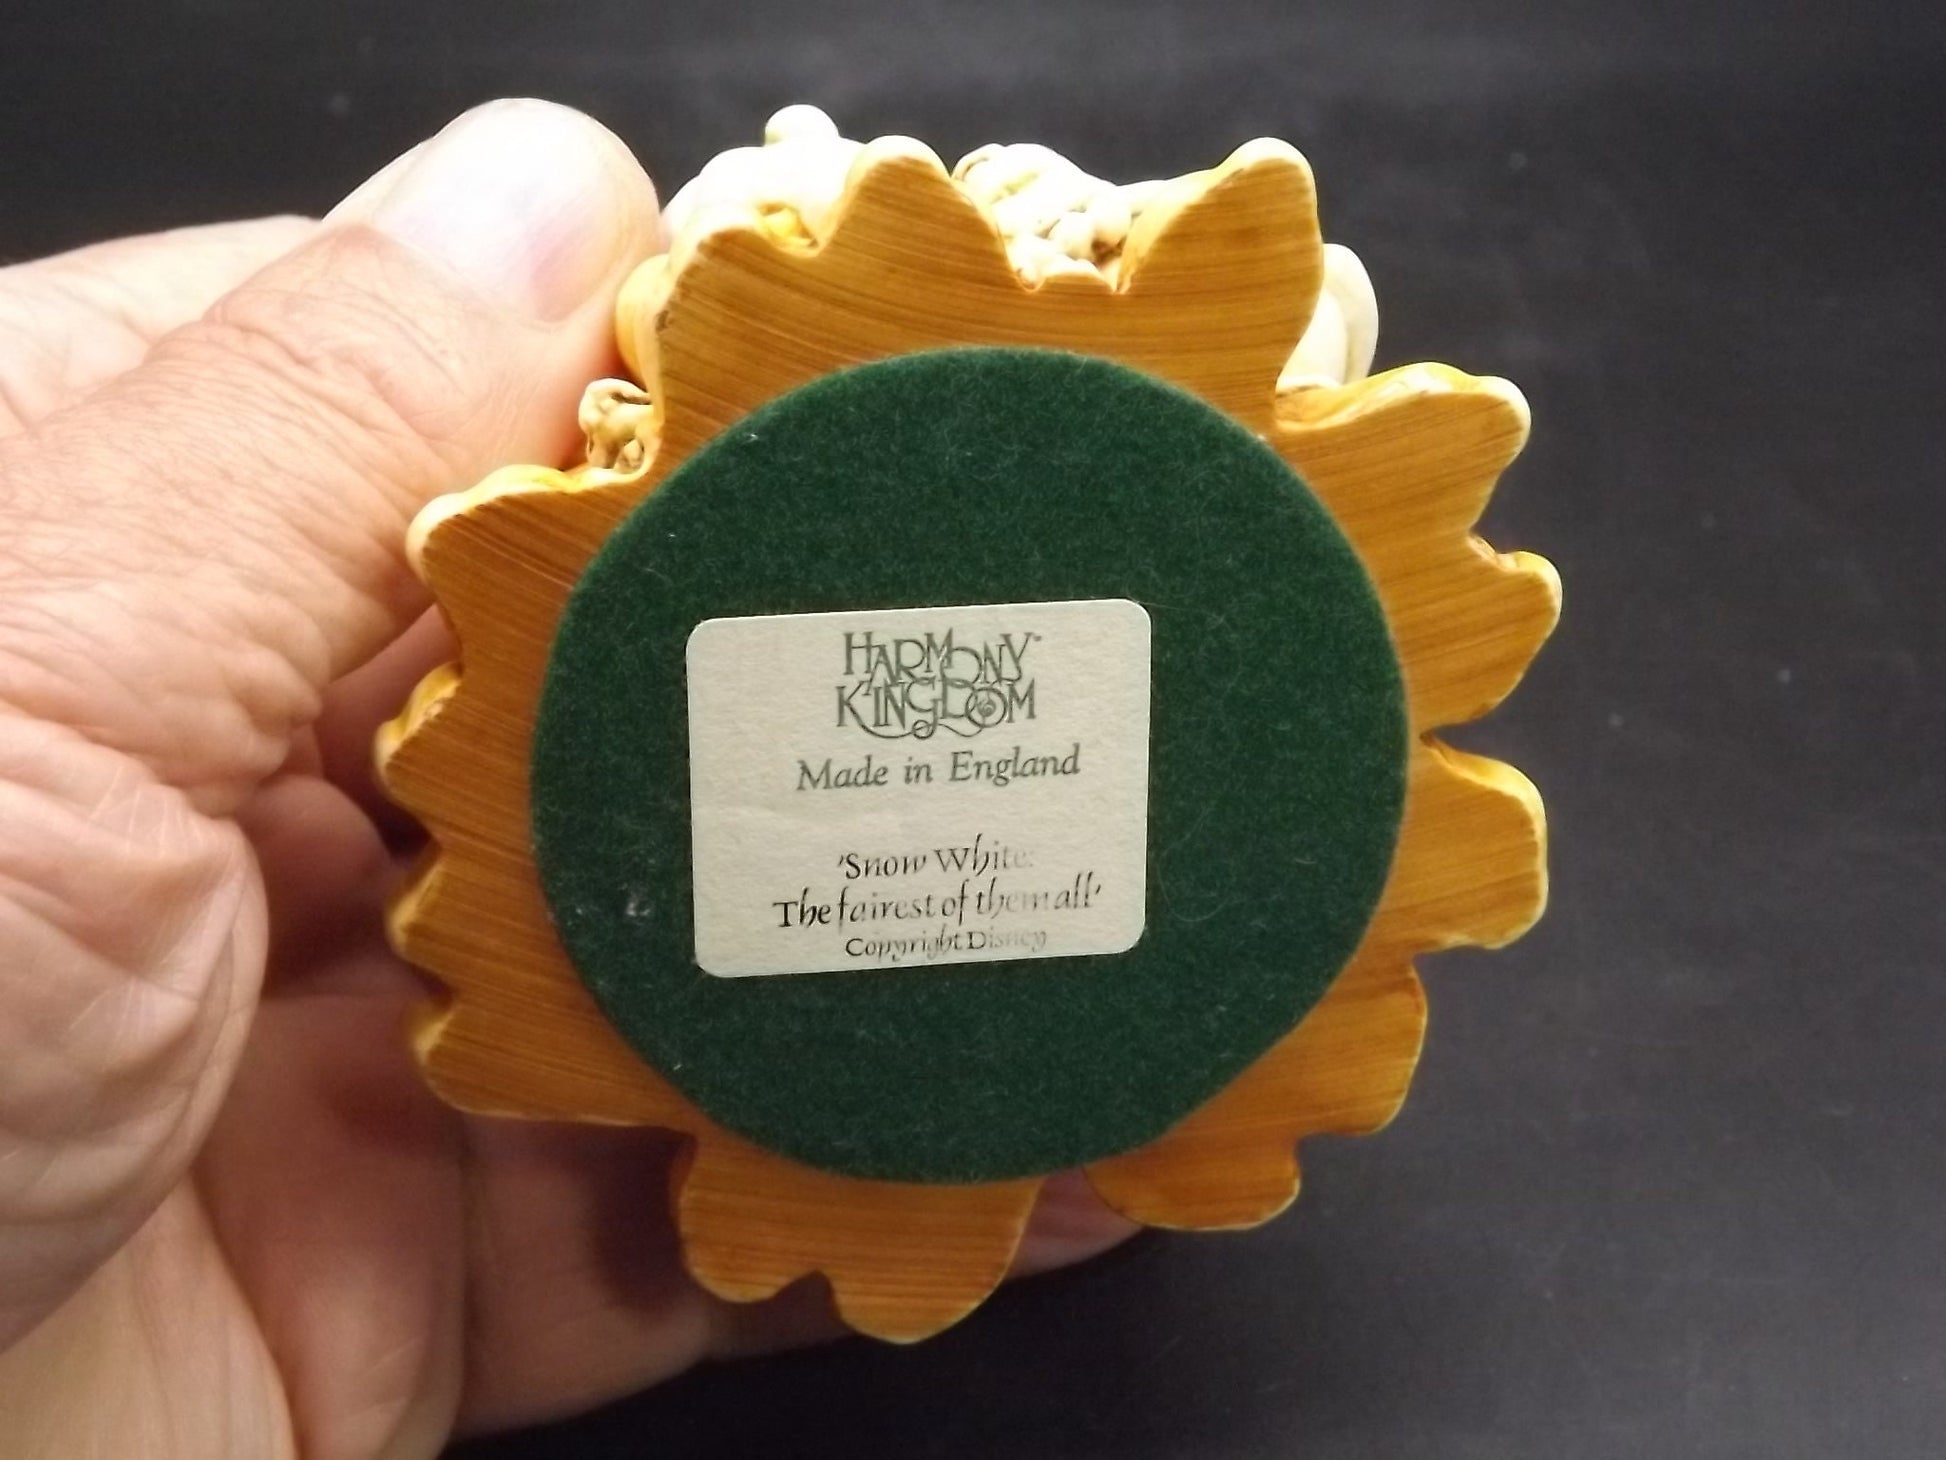 HARMONY™
KINGDOM
Made in England
'Snow White:
The fairest of them all'
Copyright Disney